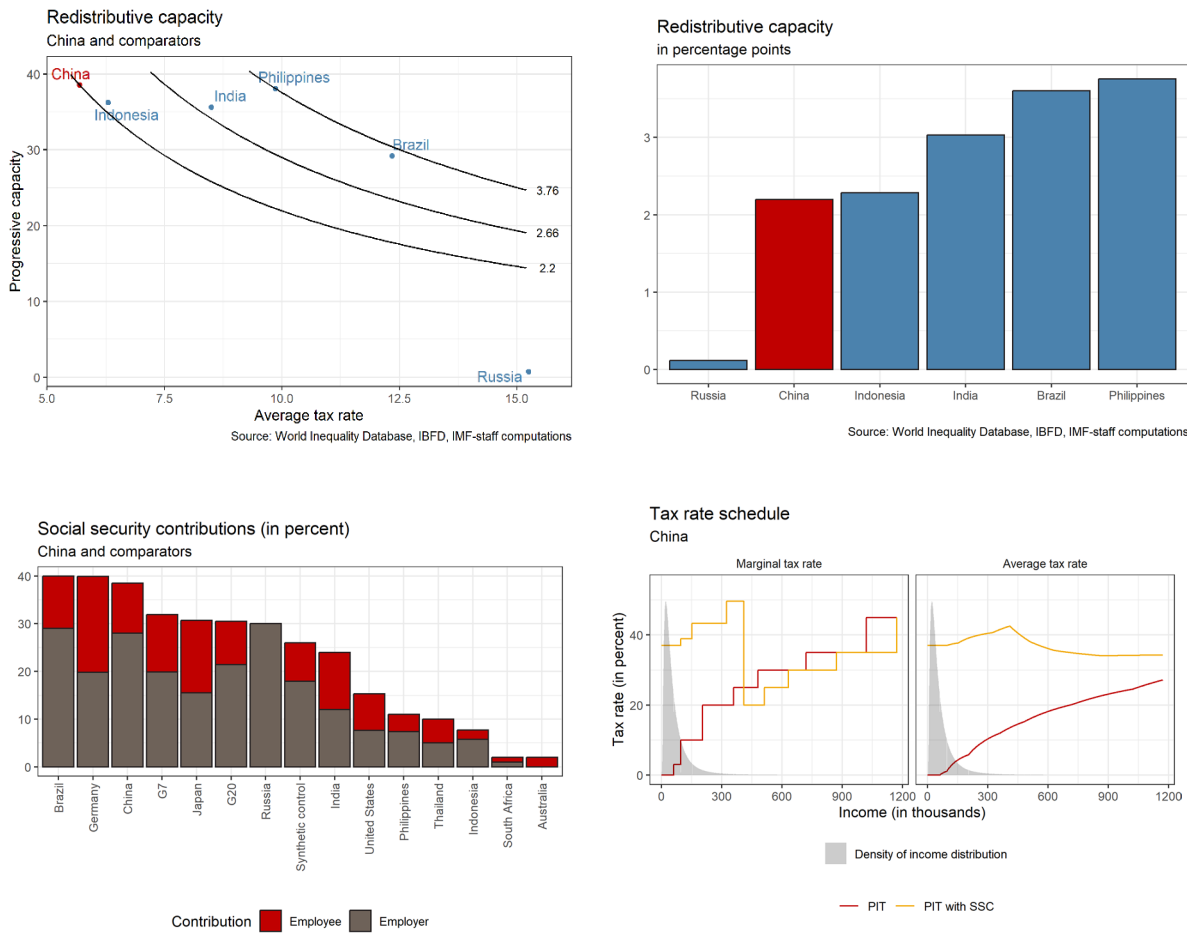 Redistributive capacity
China and comparators
Progressive capacity
40
30
20
10
0
China
Indonesia
India
Philippines
Brazil
Russia
3.76
2.66
2.2
5.0 7.5 10.0 12.5 15.0
Average tax rate
Source: World Inequality Database, IBFD, IMF-staff computations
Redistributive capacity
in percentage points
3
2
1
0
Russia China Indonesia India Brazil Philippines
Source: World Inequality Database, IBFD, IMF-staff computations
Social security contributions (in percent)
China and comparators
40
30
20
10
0
Brazil
Germany
China
G7
Japan
G20
Russia
Synthetic control
India
United States
Philippines
Thailand
Indonesia
South Africa
Australia
Contribution Employee Employer
Tax rate schedule
China
Marginal tax rate Average tax rate
Tax rate (in percent)
40
20
0
0 300 600 900 1200 0 300 600 900 1200
Income (in thousands)
Density of income distribution
PIT PIT with SSC